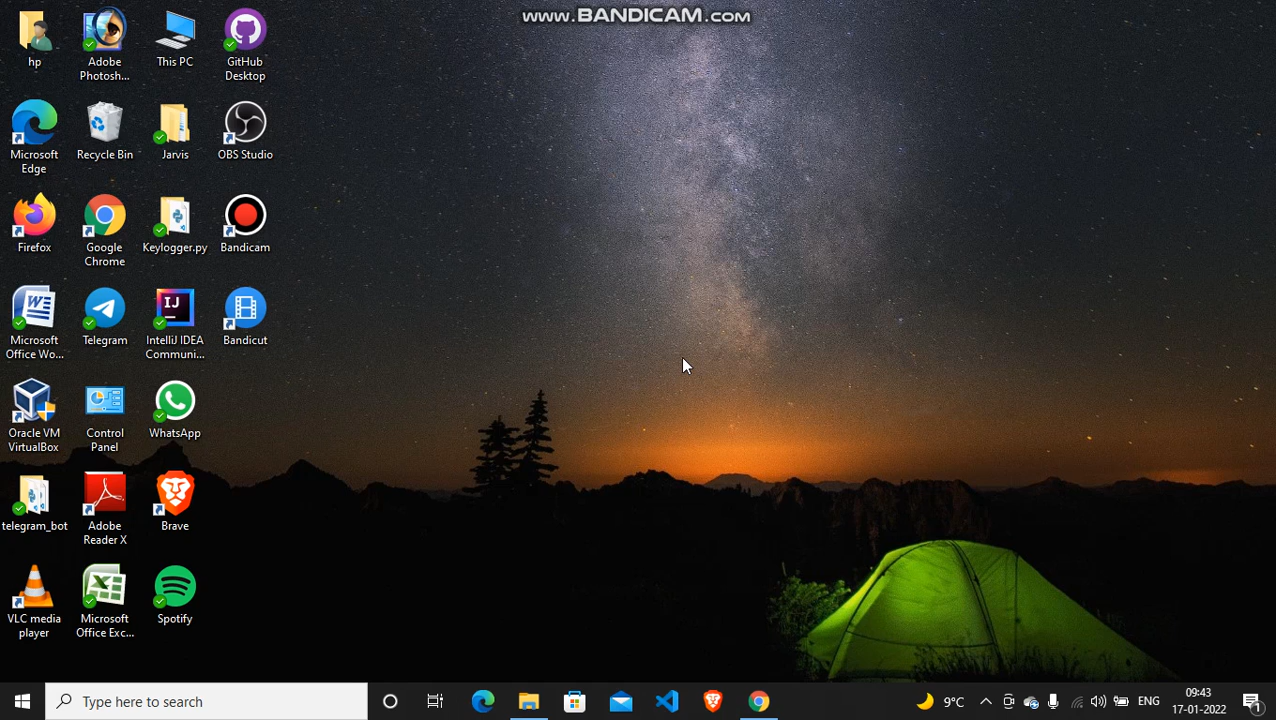 www.BANDICAM.com
hp
Adobe
Photosh...
This PC
GitHub
Desktop
Microsoft
Edge
Recycle Bin
Jarvis
OBS Studio
Firefox
Google
Chrome
Keylogger.py
Bandicam
Microsoft
Office Wo...
Telegram
IJ
IntelliJ IDEA
Communi...
Bandicut
Oracle VM
VirtualBox
Control
Panel
WhatsApp
telegram_bot
Adobe
Reader X
Brave
VLC media
player
Microsoft
Office Exc...
Spotify
Type here to search
9°C
ENG
09:43
17-01-2022
1